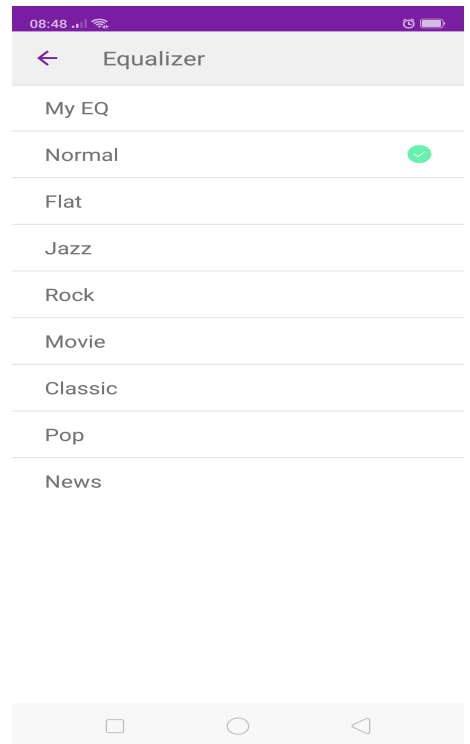 08:48
Equalizer
My EQ
Normal
Flat
Jazz
Rock
Movie
Classic
Pop
News